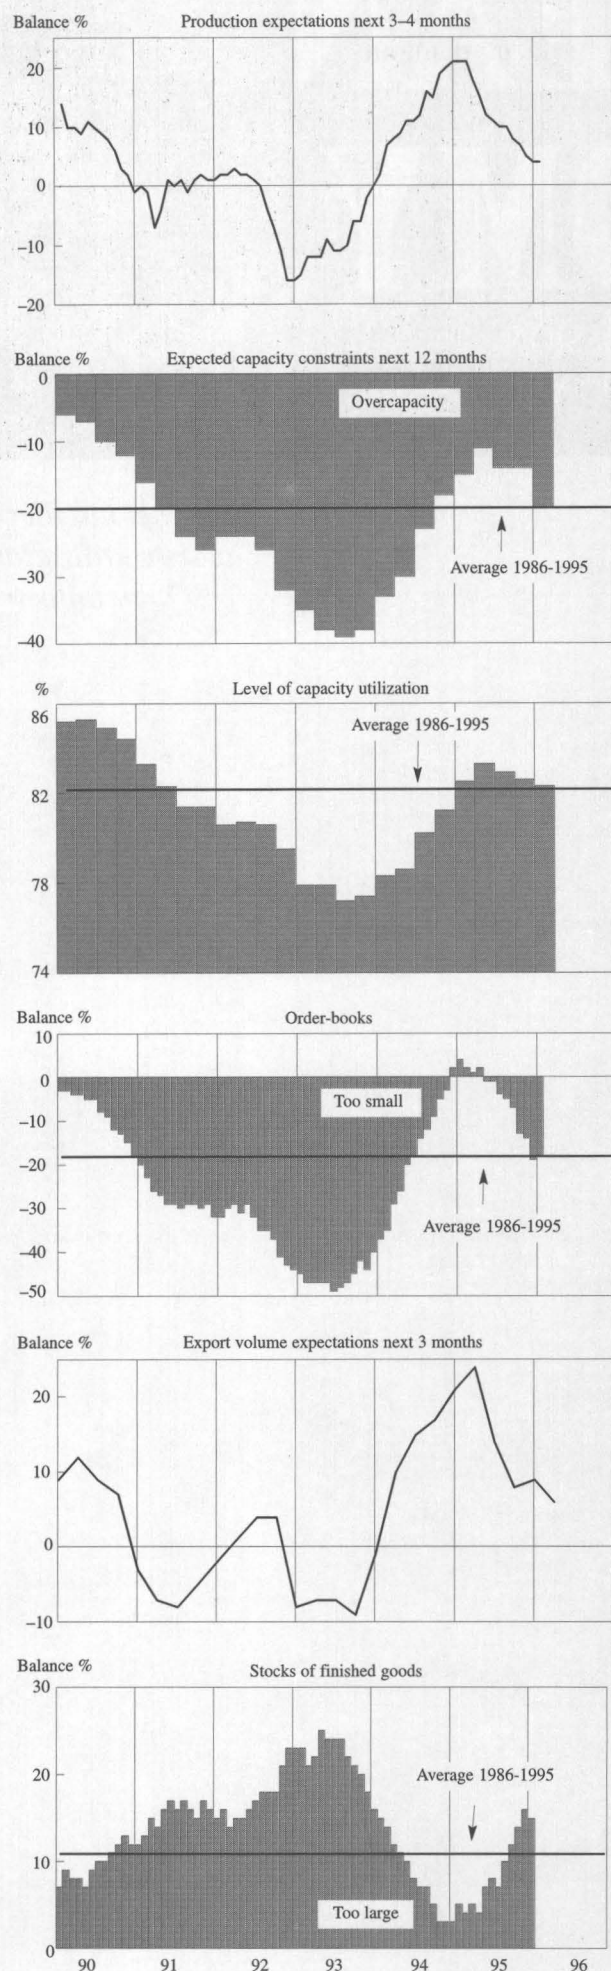 Balance % Production expectations next 3–4 months
20
10
0
−10
−20
Balance % Expected capacity constraints next 12 months
0
Overcapacity
−10
−20
Average 1986-1995
−30
−40
% Level of capacity utilization
86
Average 1986-1995
82
78
74
Balance % Order-books
10
0
Too small
−10
−20
−30
Average 1986-1995
−40
−50
Balance % Export volume expectations next 3 months
20
10
0
−10
Balance % Stocks of finished goods
30
20
Average 1986-1995
10
Too large
0
90 91 92 93 94 95 96